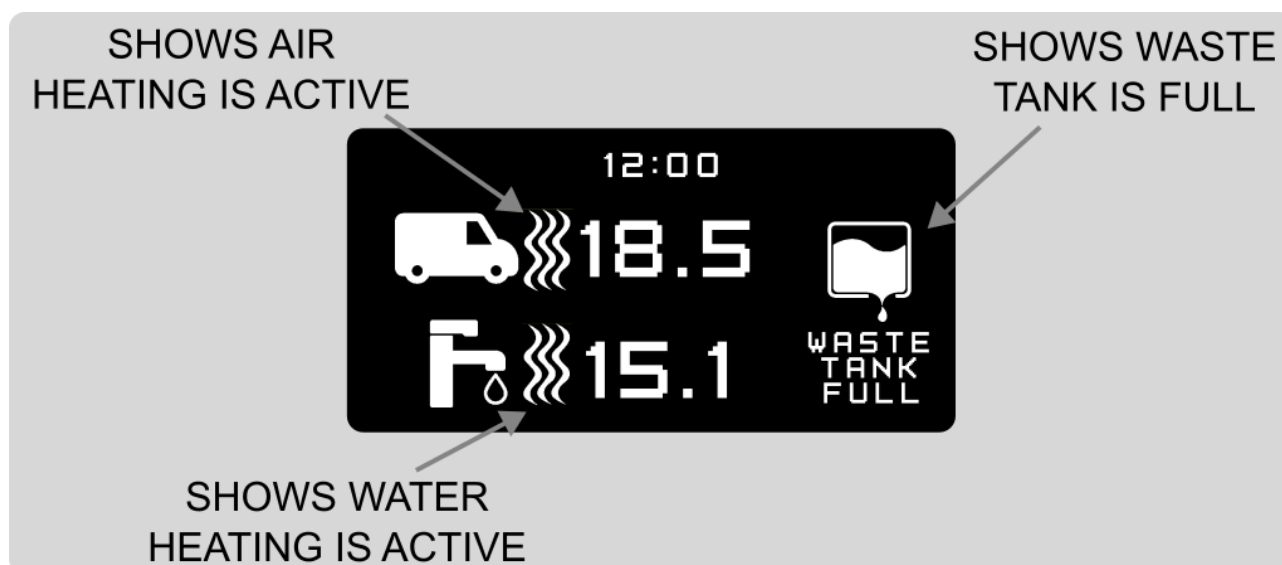 SHOWS AIR
HEATING IS ACTIVE
SHOWS WASTE
TANK IS FULL
12:00
18.5
15.1
WASTE
TANK
FULL
SHOWS WATER
HEATING IS ACTIVE